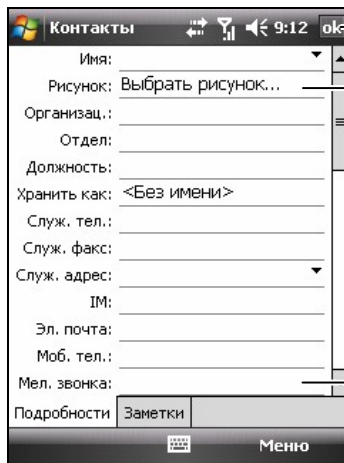 Контакты 9:12 ok
Имя:
Рисунок: Выбрать рисунок...
Организац.:
Отдел:
Должность:
Хранить как: <Без имени>
Служ. тел.:
Служ. факс:
Служ. адрес:
IM:
Эл. почта:
Моб. тел.:
Мел. звонка:
Подробности Заметки
Меню